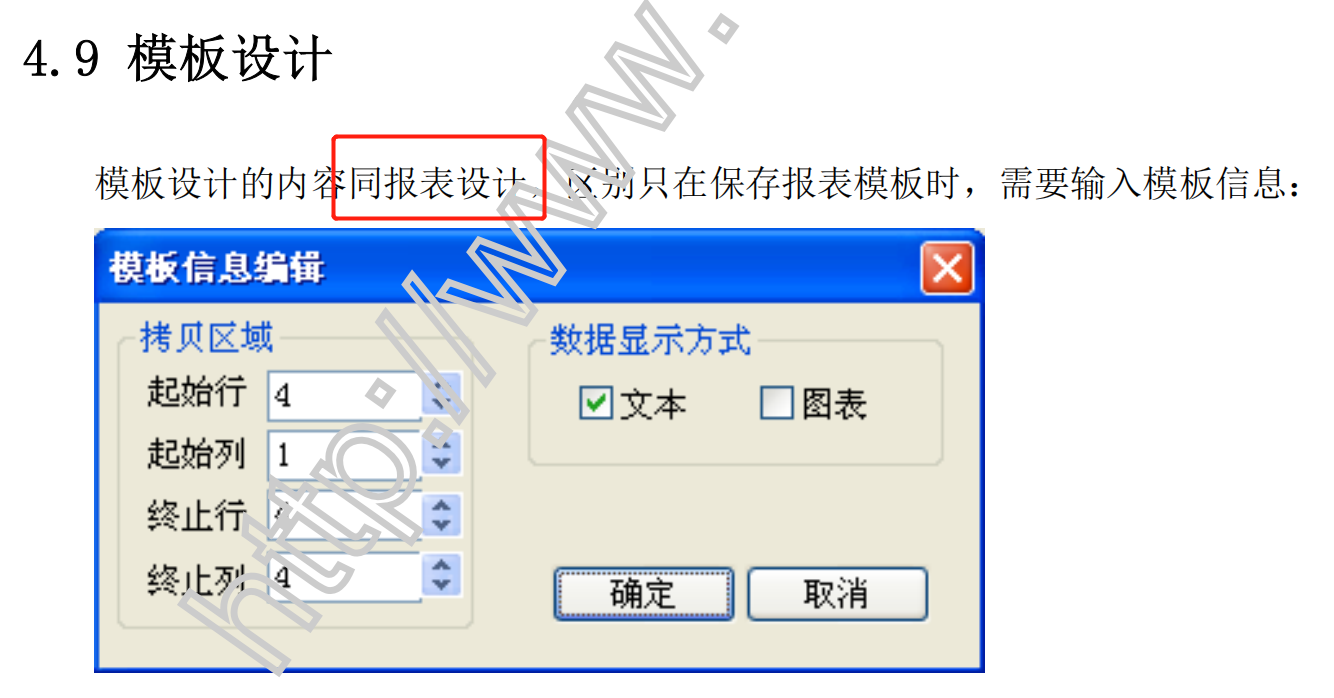 4.9 模板设计
模板设计的内容同报表设计，区别只在保存报表模板时，需要输入模板信息：
模板信息编辑
拷贝区域
数据显示方式
起始行 4
文本
图表
起始列 1
终止行
终止列 4
确定
取消
http://www.